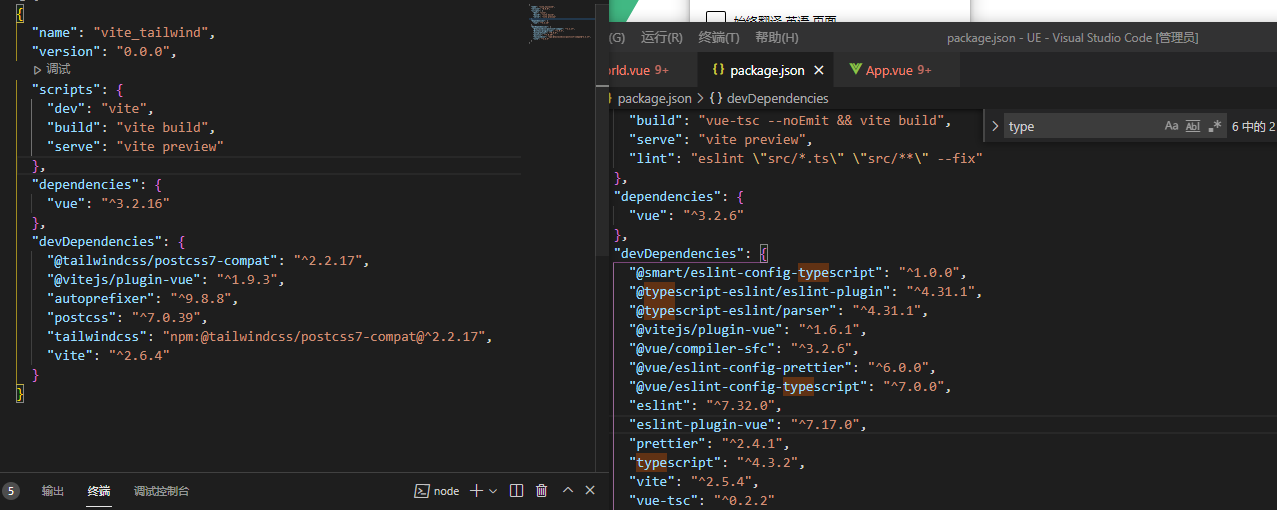 {
"name": "vite_tailwind",
"version": "0.0.0",
调试
"scripts": {
"dev": "vite",
"build": "vite build",
"serve": "vite preview"
},
"dependencies": {
"vue": "^3.2.16"
},
"devDependencies": {
"@tailwindcss/postcss7-compat": "^2.2.17",
"@vitejs/plugin-vue": "^1.9.3",
"autoprefixer": "^9.8.8",
"postcss": "^7.0.39",
"tailwindcss": "npm:@tailwindcss/postcss7-compat@^2.2.17",
"vite": "^2.6.4"
}
}
5 输出 终端 调试控制台 node
始终翻译 英语 页面
(G) 运行(R) 终端(T) 帮助(H) package.json - UE - Visual Studio Code [管理员]
orld.vue 9+ {} package.json App.vue 9+
package.json > {} devDependencies
type Aa Abl .* 6 中的 2
"build": "vue-tsc --noEmit && vite build",
"serve": "vite preview",
"lint": "eslint \"src/*.ts\" \"src/**\" --fix"
},
"dependencies": {
"vue": "^3.2.6"
},
"devDependencies": {
"@smart/eslint-config-typescript": "^1.0.0",
"@typescript-eslint/eslint-plugin": "^4.31.1",
"@typescript-eslint/parser": "^4.31.1",
"@vitejs/plugin-vue": "^1.6.1",
"@vue/compiler-sfc": "^3.2.6",
"@vue/eslint-config-prettier": "^6.0.0",
"@vue/eslint-config-typescript": "^7.0.0",
"eslint": "^7.32.0",
"eslint-plugin-vue": "^7.17.0",
"prettier": "^2.4.1",
"typescript": "^4.3.2",
"vite": "^2.5.4",
"vue-tsc": "^0.2.2"